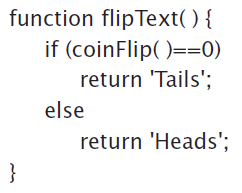 function flipText( ) {
if (coinFlip( )==0)
return 'Tails';
else
return 'Heads';
}